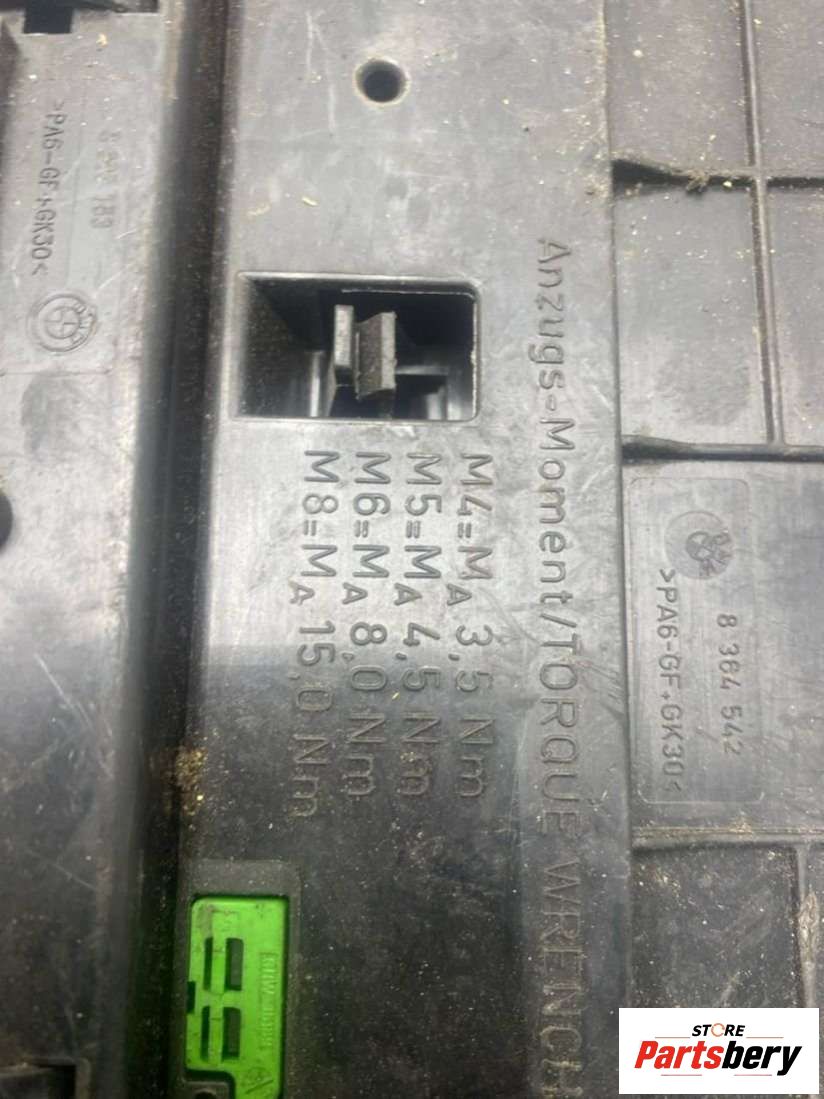 Anzugs-Moment/TORQUE WRENCH
M4=MA 3,5 Nm
M5=MA 4,5 Nm
M6=MA 8,0 Nm
M8=MA 15,0 Nm
8 364 542
>PA6-GF+GK30<
>PA6-GF+GK30<
STORE
Partsbery